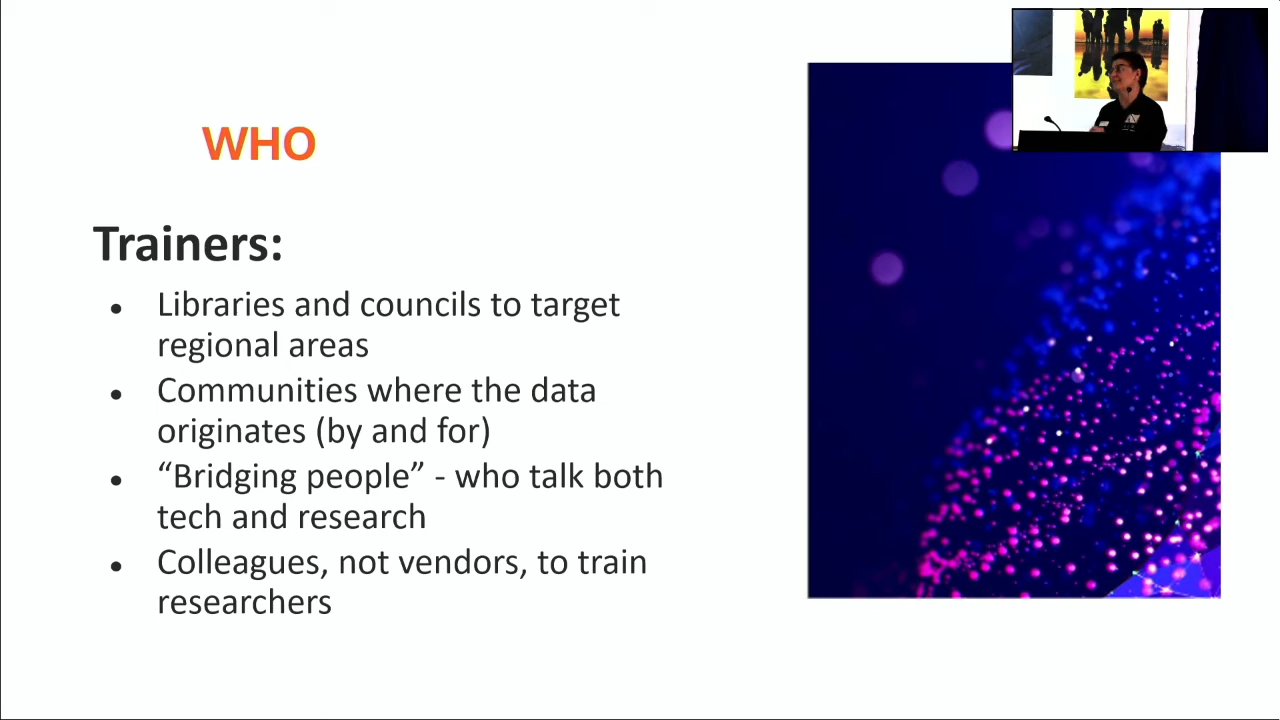 WHO
Trainers:
• Libraries and councils to target
regional areas
• Communities where the data
originates (by and for)
• “Bridging people” - who talk both
tech and research
• Colleagues, not vendors, to train
researchers